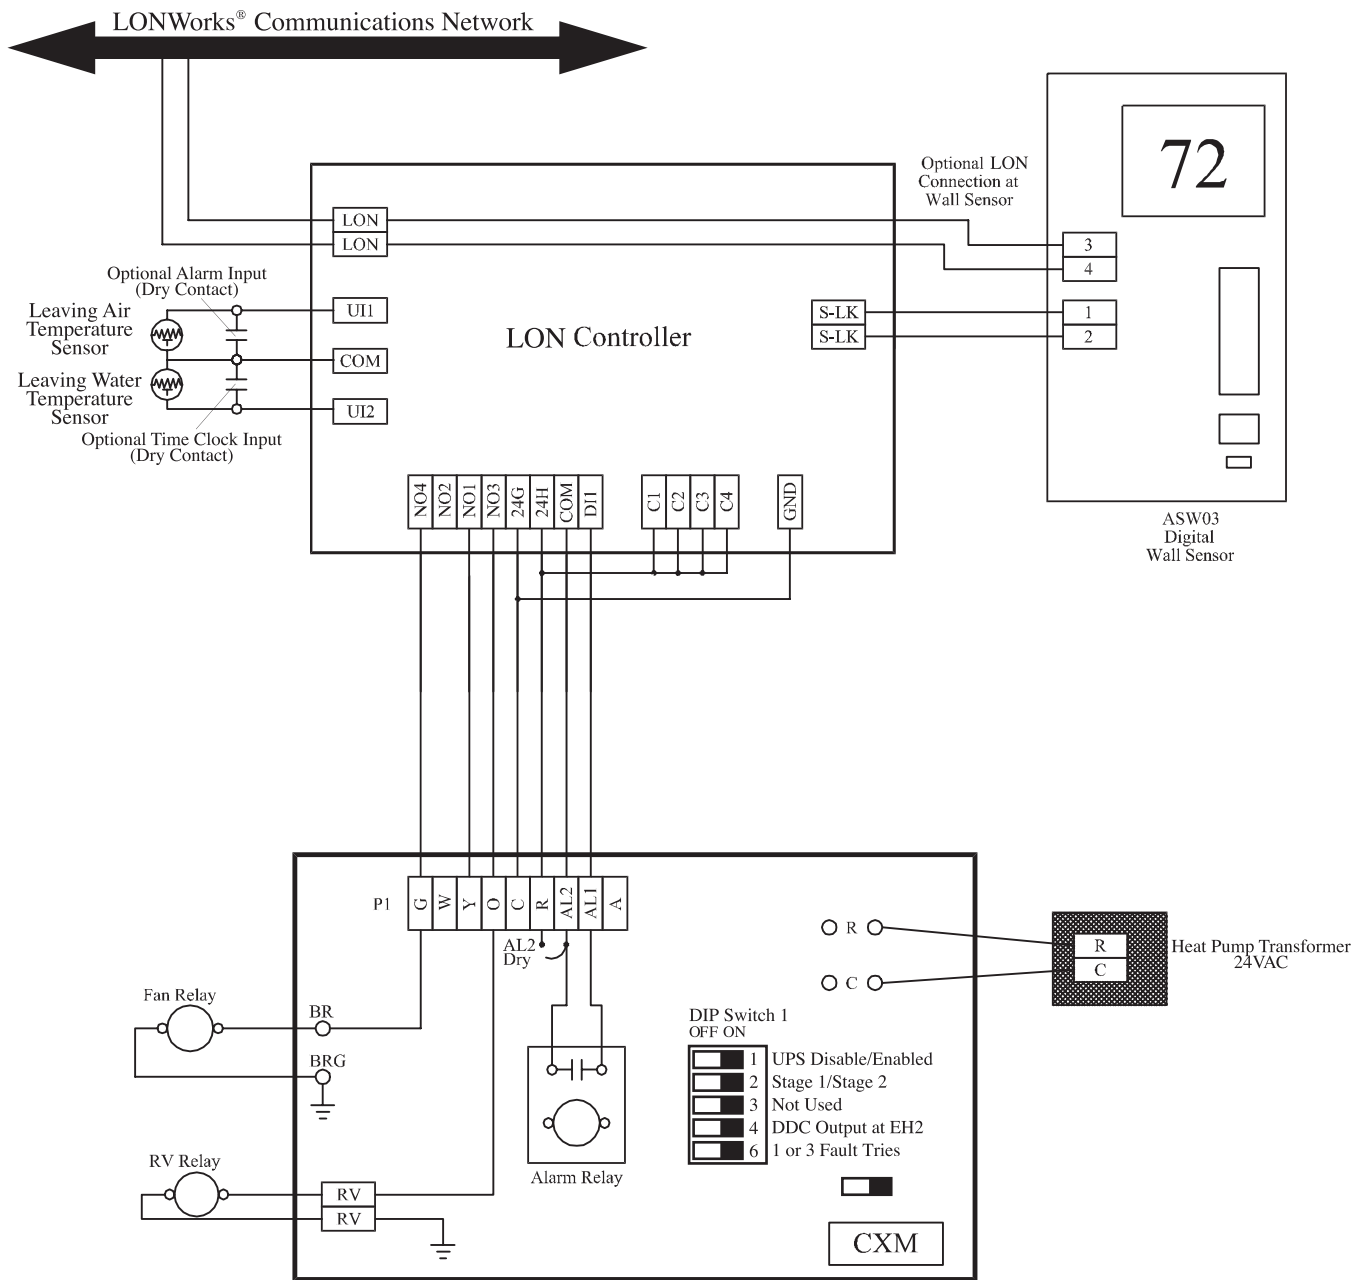 LONWorks® Communications Network
72
Optional LON
Connection at
Wall Sensor
LON
LON
3
4
Optional Alarm Input
(Dry Contact)
Leaving Air
Temperature
Sensor
UI1
COM
UI2
Leaving Water
Temperature
Sensor
Optional Time Clock Input
(Dry Contact)
LON Controller
S-LK
S-LK
1
2
NO4
NO2
NO1
NO3
24G
24H
COM
DI1
C1
C2
C3
C4
GND
ASW03
Digital
Wall Sensor
P1
G
W
Y
O
C
R
AL2
AL1
A
AL2
Dry
R
C
R
C
Heat Pump Transformer
24VAC
Fan Relay
BR
BRG
DIP Switch 1
OFF ON
1 UPS Disable/Enabled
2 Stage 1/Stage 2
3 Not Used
4 DDC Output at EH2
6 1 or 3 Fault Tries
Alarm Relay
RV Relay
RV
RV
CXM